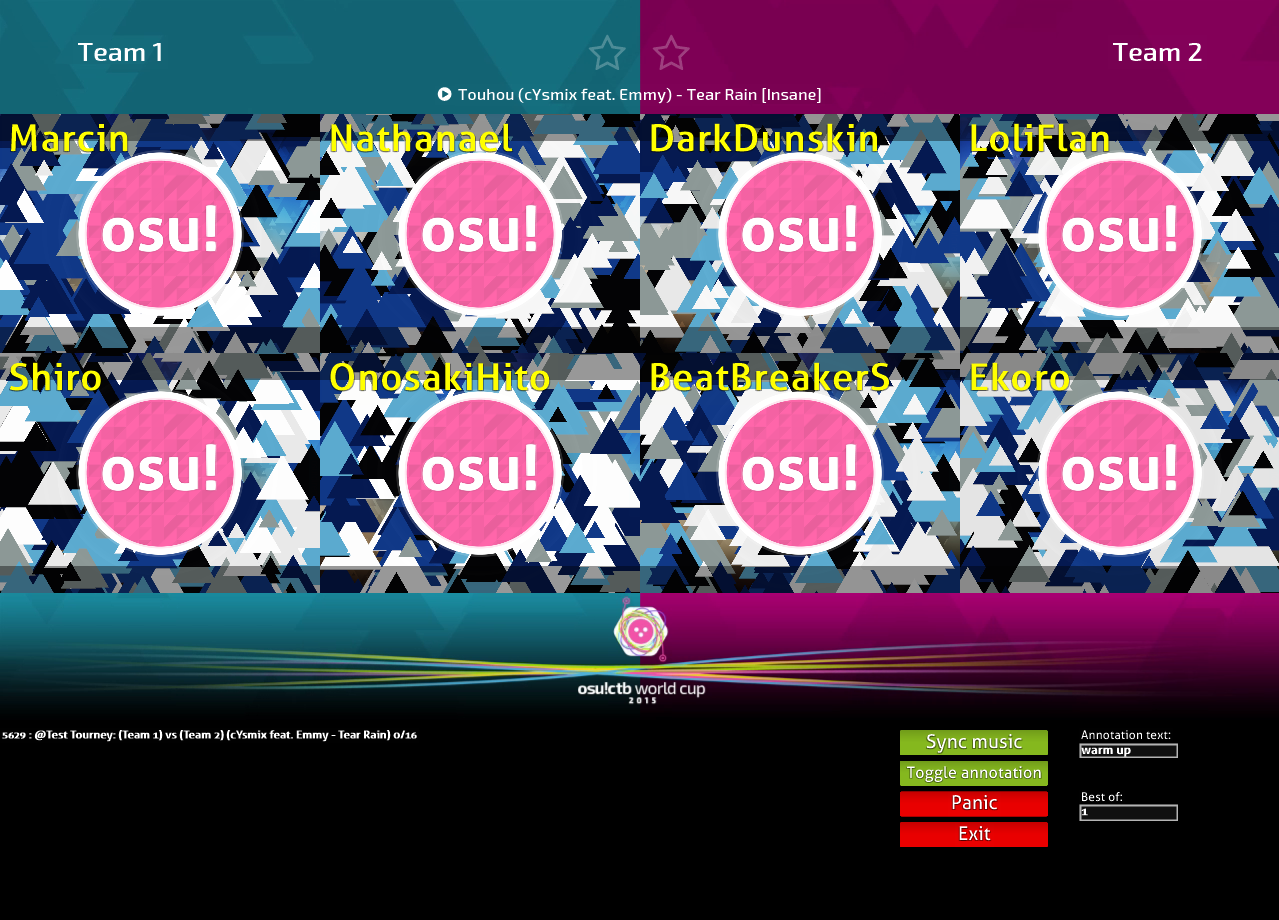 Team 1
Team 2
Touhou (cYsmix feat. Emmy) - Tear Rain [Insane]
Marcin
Nathanael
DarkDunskin
LoliFlan
osu!
osu!
osu!
osu!
Shiro
OnosakiHito
BeatBreakerS
Ekoro
osu!
osu!
osu!
osu!
osu!ctb world cup
2015
5629 : @Test Tourney: (Team 1) vs (Team 2) (cYsmix feat. Emmy - Tear Rain) 0/16
Sync music
Toggle annotation
Panic
Exit
Annotation text:
warm up
Best of:
1